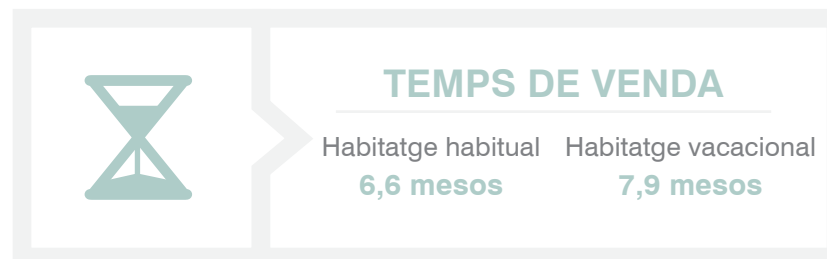 TEMPS DE VENDA
Habitatge habitual Habitatge vacacional
6,6 mesos 7,9 mesos